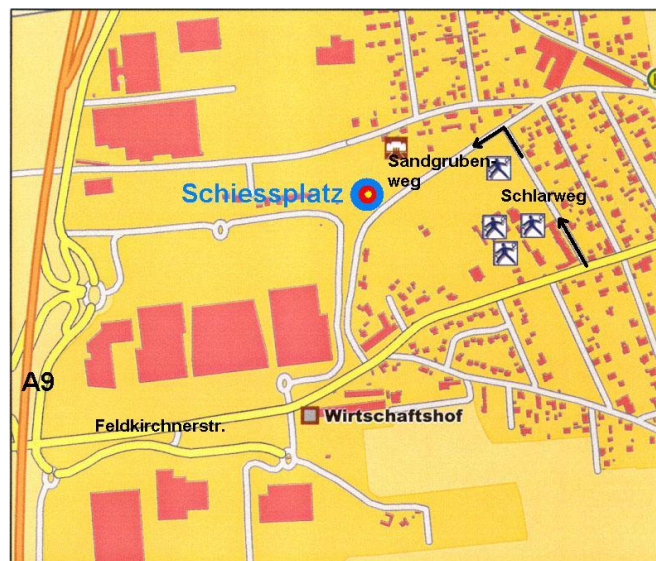 Sandgruben-
weg
Schiessplatz
Schlarweg
A9
Wirtschaftshof
Feldkirchnerstr.